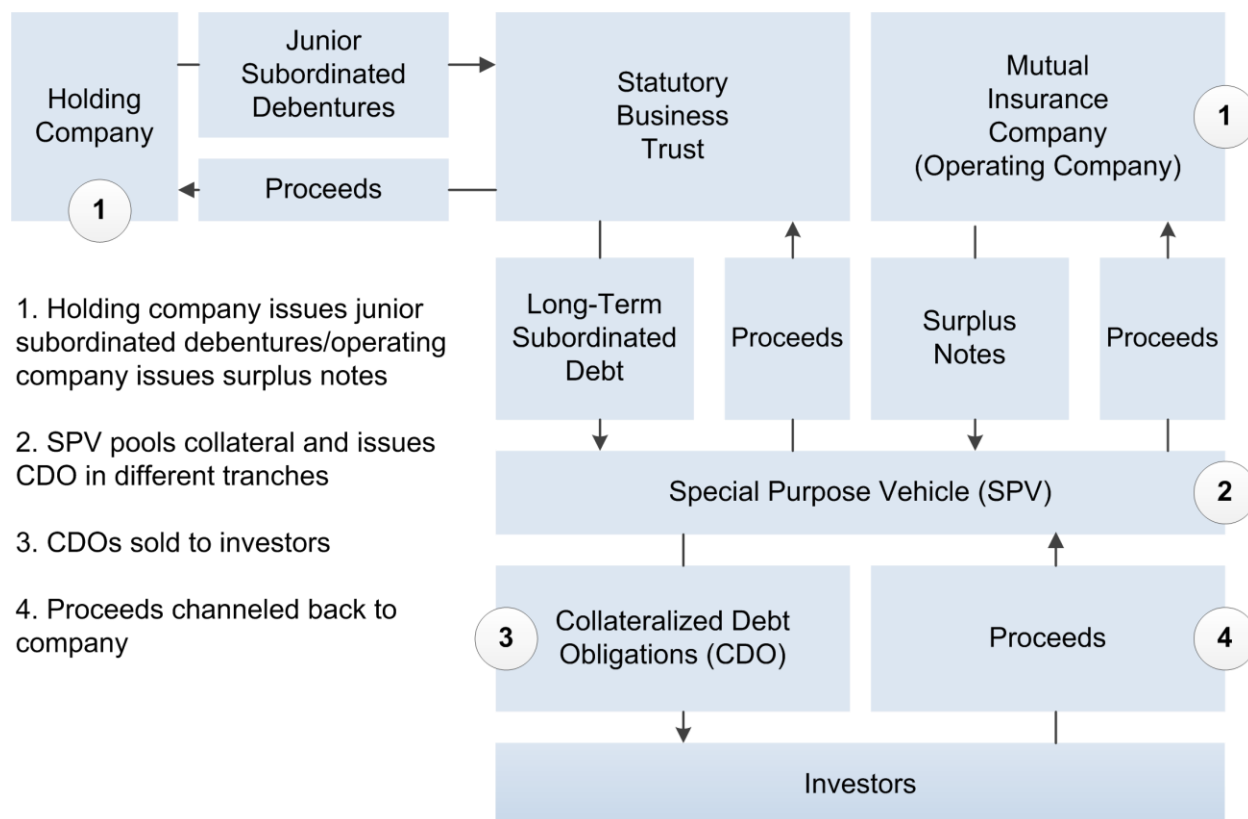 Holding
Company
1
Junior
Subordinated
Debentures
Proceeds
Statutory
Business
Trust
Mutual
Insurance
Company
(Operating Company)
1
1. Holding company issues junior
subordinated debentures/operating
company issues surplus notes
2. SPV pools collateral and issues
CDO in different tranches
3. CDOs sold to investors
4. Proceeds channeled back to
company
Long-Term
Subordinated
Debt
Proceeds
Surplus
Notes
Proceeds
Special Purpose Vehicle (SPV)
2
3
Collateralized Debt
Obligations (CDO)
Proceeds
4
Investors